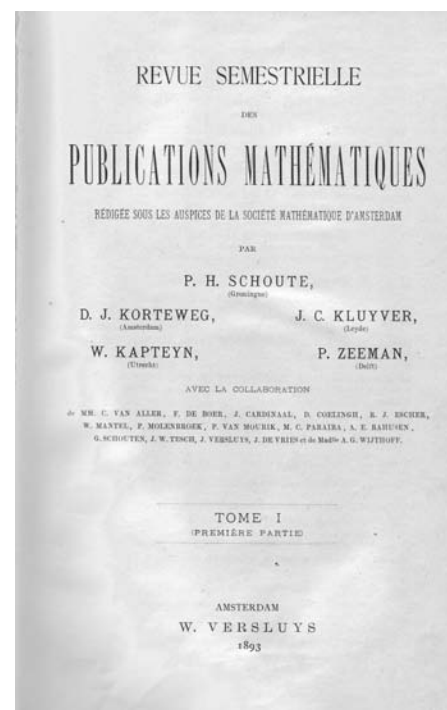 REVUE SEMESTRIELLE
DES
PUBLICATIONS MATHÉMATIQUES
RÉDIGÉE SOUS LES AUSPICES DE LA SOCIÉTÉ MATHÉMATIQUE D'AMSTERDAM
PAR
P. H. SCHOUTE,
(Groningue)
D. J. KORTEWEG, J. C. KLUYVER,
(Amsterdam) (Leyde)
W. KAPTEYN, P. ZEEMAN,
(Utrecht) (Delft)
AVEC LA COLLABORATION
de MM. C. VAN ALLER, F. DE BOER, J. CARDINAAL, D. COELINGH, R. J. ESCHER,
W. MANTEL, P. MOLENBROEK, P. VAN MOURIK, M. C. PARAIRA, A. E. RAHUSEN,
G. SCHOUTEN, J. W. TESCH, J. VERSLUYS, J. DE VRIES et de Madlle A. G. WIJTHOFF.
TOME I
(PREMIÈRE PARTIE)
AMSTERDAM
W. VERSLUYS
1893